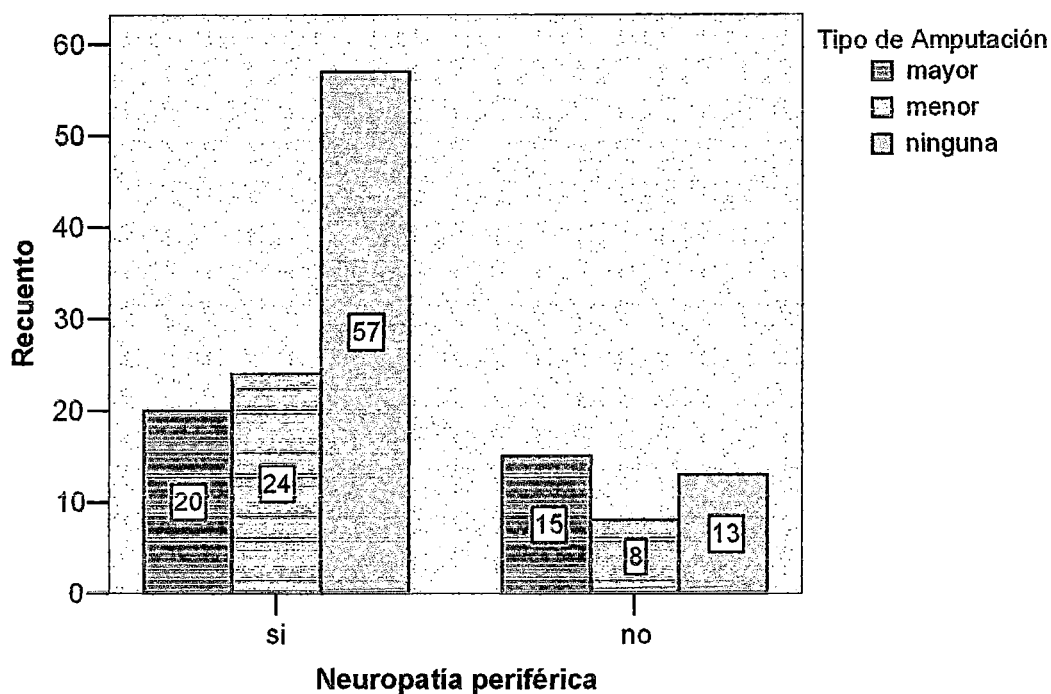 60
50
40
30
20
10
0
Recuento
20
24
57
15
8
13
si
no
Neuropatía periférica
Tipo de Amputación
mayor
menor
ninguna